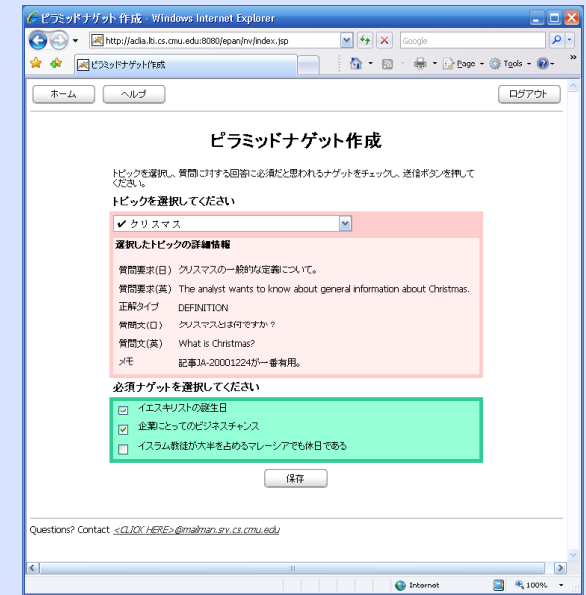 ピラミッドナゲット作成 - Windows Internet Explorer
http://aclia.lti.cs.cmu.edu:8080/epan/nv/index.jsp
Google
ピラミッドナゲット作成
Page
Tools
ホーム
ヘルプ
ログアウト
ピラミッドナゲット作成
トピックを選択し、質問に対する回答に必須だと思われるナゲットをチェックし、送信ボタンを押して
ください。
トピックを選択してください
✔ クリスマス
選択したトピックの詳細情報
質問要求(日) クリスマスの一般的な定義について。
質問要求(英) The analyst wants to know about general information about Christmas.
正解タイプ DEFINITION
質問文(日) クリスマスとは何ですか？
質問文(英) What is Christmas?
メモ 記事JA-20001224が一番有用。
必須ナゲットを選択してください
イエスキリストの誕生日
企業にとってのビジネスチャンス
イスラム教徒が大半を占めるマレーシアでも休日である
保存
Questions? Contact <CLICK HERE>@mailman.srv.cs.cmu.edu
Internet
100%